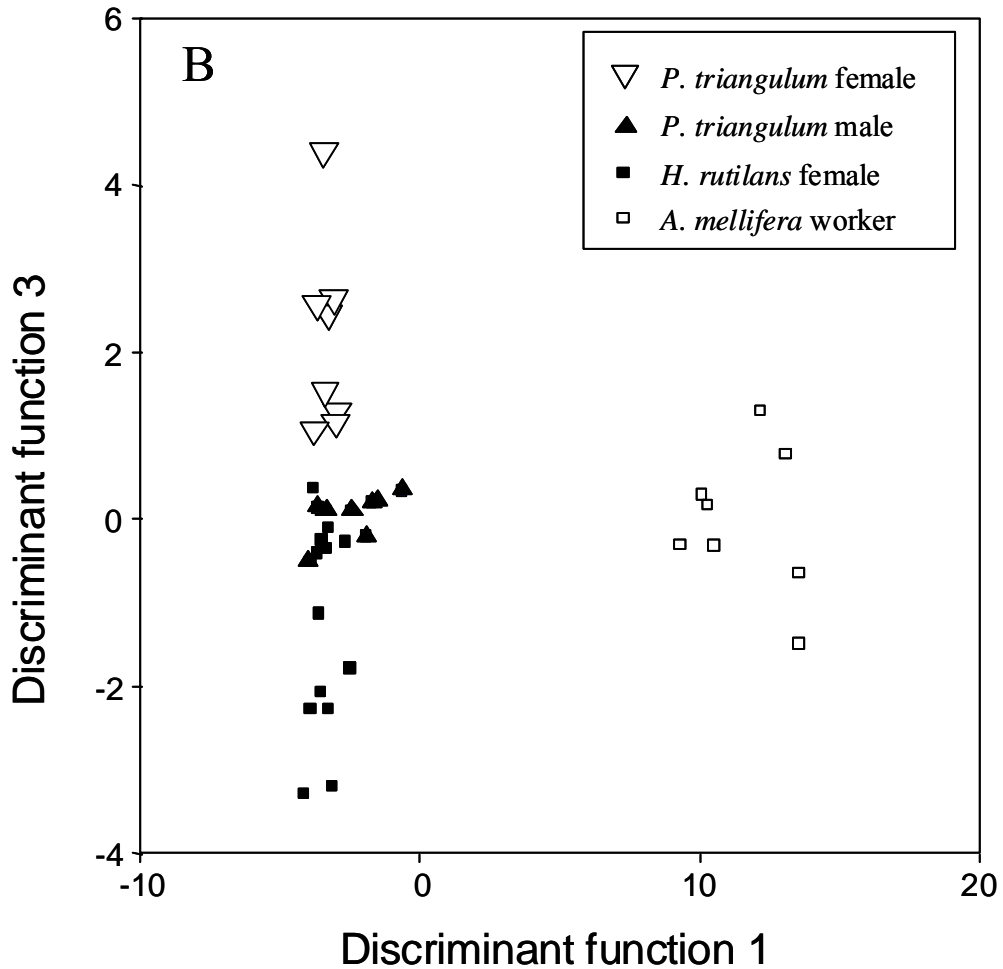 B
P. triangulum female
P. triangulum male
H. rutilans female
A. mellifera worker
6
4
2
0
-2
-4
-10
0
10
20
Discriminant function 3
Discriminant function 1